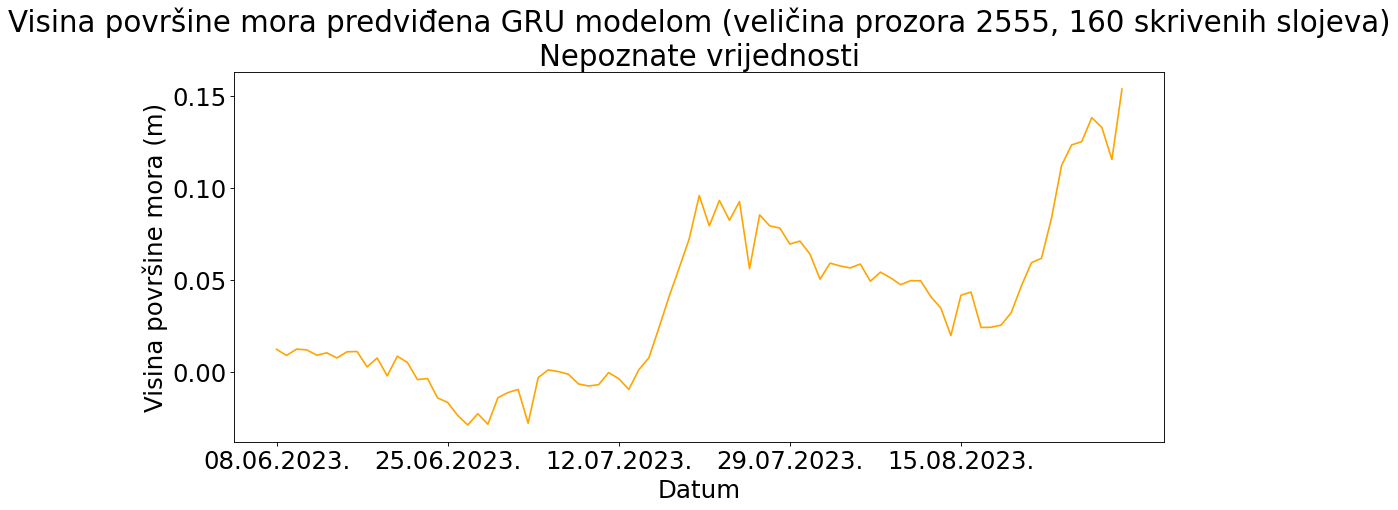 Visina površine mora predviđena GRU modelom (veličina prozora 2555, 160 skrivenih slojeva)
Nepoznate vrijednosti
Visina površine mora (m)
0.15
0.10
0.05
0.00
08.06.2023. 25.06.2023. 12.07.2023. 29.07.2023. 15.08.2023.
Datum